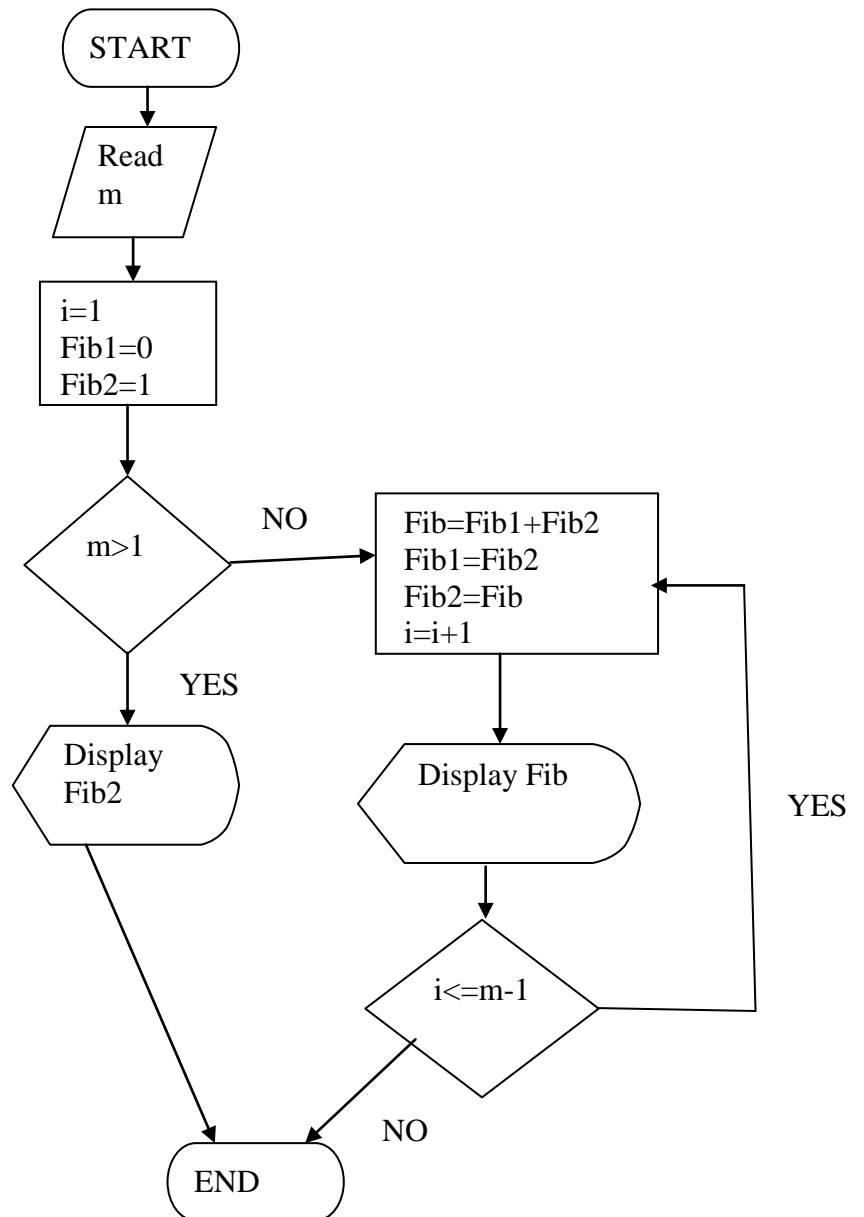 START
Read
m
i=1
Fib1=0
Fib2=1
m>1
NO
Fib=Fib1+Fib2
Fib1=Fib2
Fib2=Fib
i=i+1
YES
Display
Fib2
Display Fib
YES
i<=m-1
NO
END